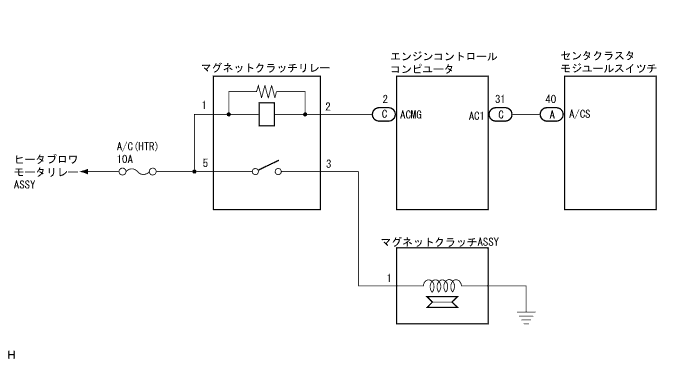 マグネットクラッチリレー
エンジンコントロール
コンピュータ
センタクラスタ
モジュールスイッチ
1
2
2
C
ACMG
AC1
31
C
40
A
A/CS
A/C(HTR)
10A
5
3
ヒータブロワ
モータリレー
ASSY
マグネットクラッチASSY
1
H